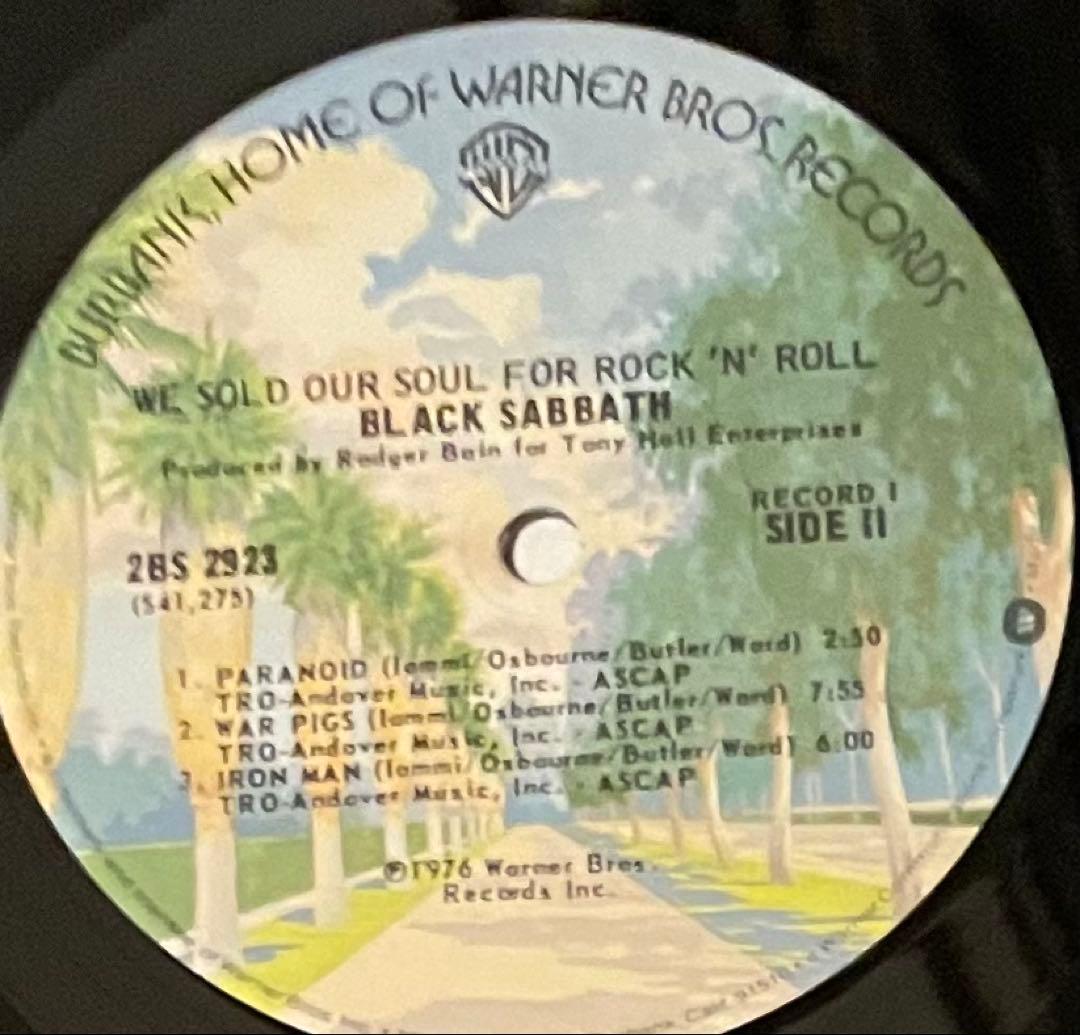 BURBANK, HOME OF WARNER BROS. RECORDS
WE SOLD OUR SOUL FOR ROCK 'N' ROLL
BLACK SABBATH
Produced by Rodger Bain for Tony Hall Enterprises
RECORD I
SIDE II
2BS 2923
(S41,275)
1. PARANOID (Iommi/Osbourne/Butler/Ward) 2:50
TRO-Andover Music, Inc. - ASCAP
2. WAR PIGS (Iommi/Osbourne/Butler/Ward) 7:55
TRO-Andover Music, Inc. - ASCAP
3. IRON MAN (Iommi/Osbourne/Butler/Ward) 6:00
TRO-Andover Music, Inc. - ASCAP
℗1976 Warner Bros.
Records Inc.